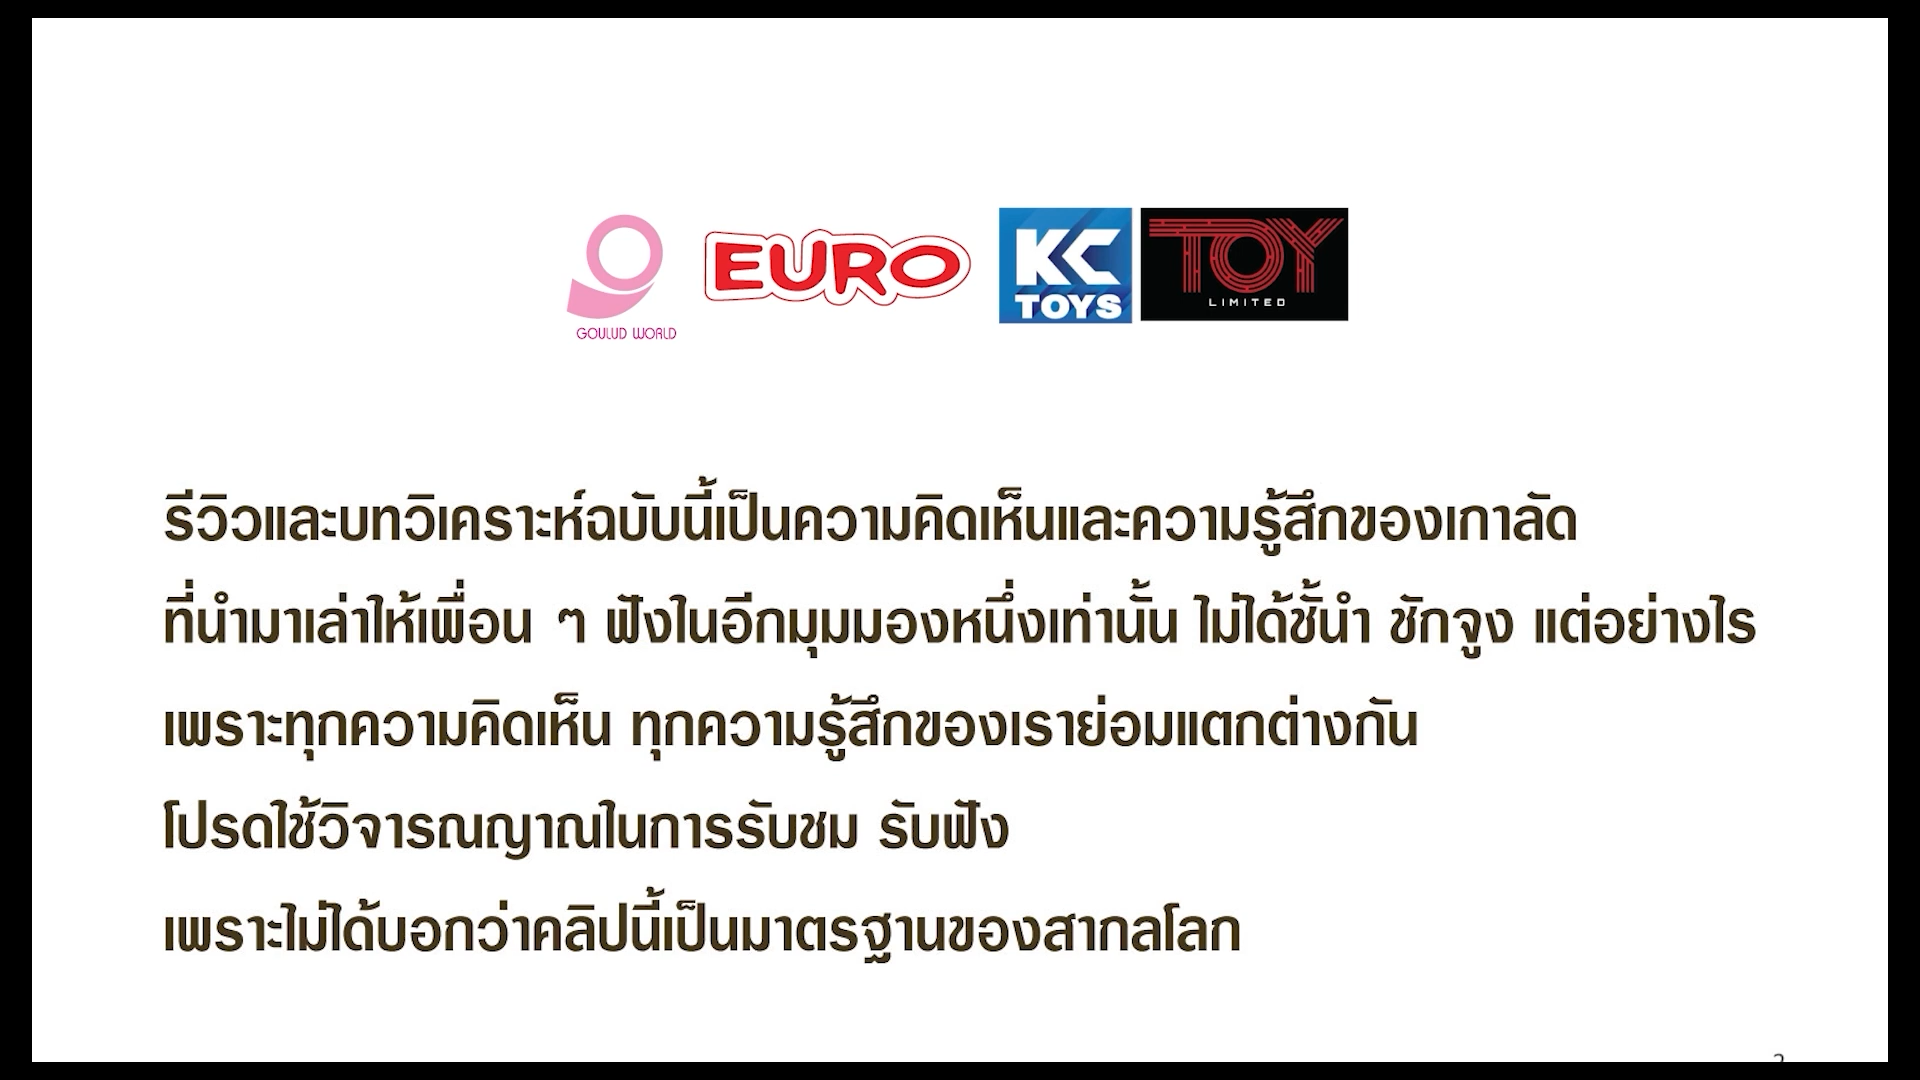 GOULUD WORLD
EURO
KC
TOYS
TOY
LIMITED
รีวิวและบทวิเคราะห์ฉบับนี้เป็นความคิดเห็นและความรู้สึกของเกาลัด
ที่นำมาเล่าให้เพื่อน ๆ ฟังในอีกมุมมองหนึ่งเท่านั้น ไม่ได้ชั้นำ ชักจูง แต่อย่างไร
เพราะทุกความคิดเห็น ทุกความรู้สึกของเราย่อมแตกต่างกัน
โปรดใช้วิจารณญาณในการรับชม รับฟัง
เพราะไม่ได้บอกว่าคลิปนี้เป็นมาตรฐานของสากลโลก